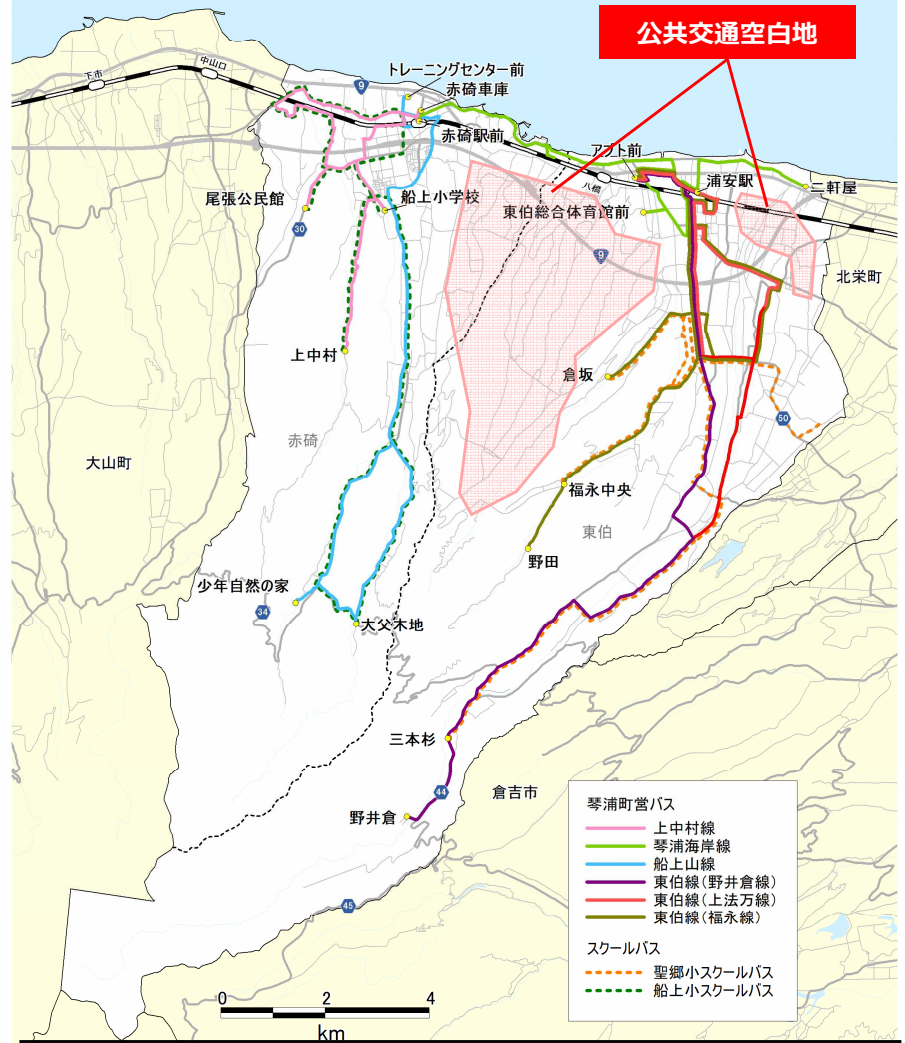 公共交通空白地
中山口
下市
トレーニングセンター前
9
赤碕車庫
赤碕駅前
アプト前
八橋
浦安駅
二軒屋
尾張公民館
船上小学校
東伯総合体育館前
30
9
北栄町
上中村
倉坂
赤碕
50
大山町
福永中央
東伯
野田
少年自然の家
34
大父木地
三本杉
44
倉吉市
野井倉
45
琴浦町営バス
上中村線
琴浦海岸線
船上山線
東伯線(野井倉線)
東伯線(上法万線)
東伯線(福永線)
スクールバス
聖郷小スクールバス
船上小スクールバス
0 2 4
km